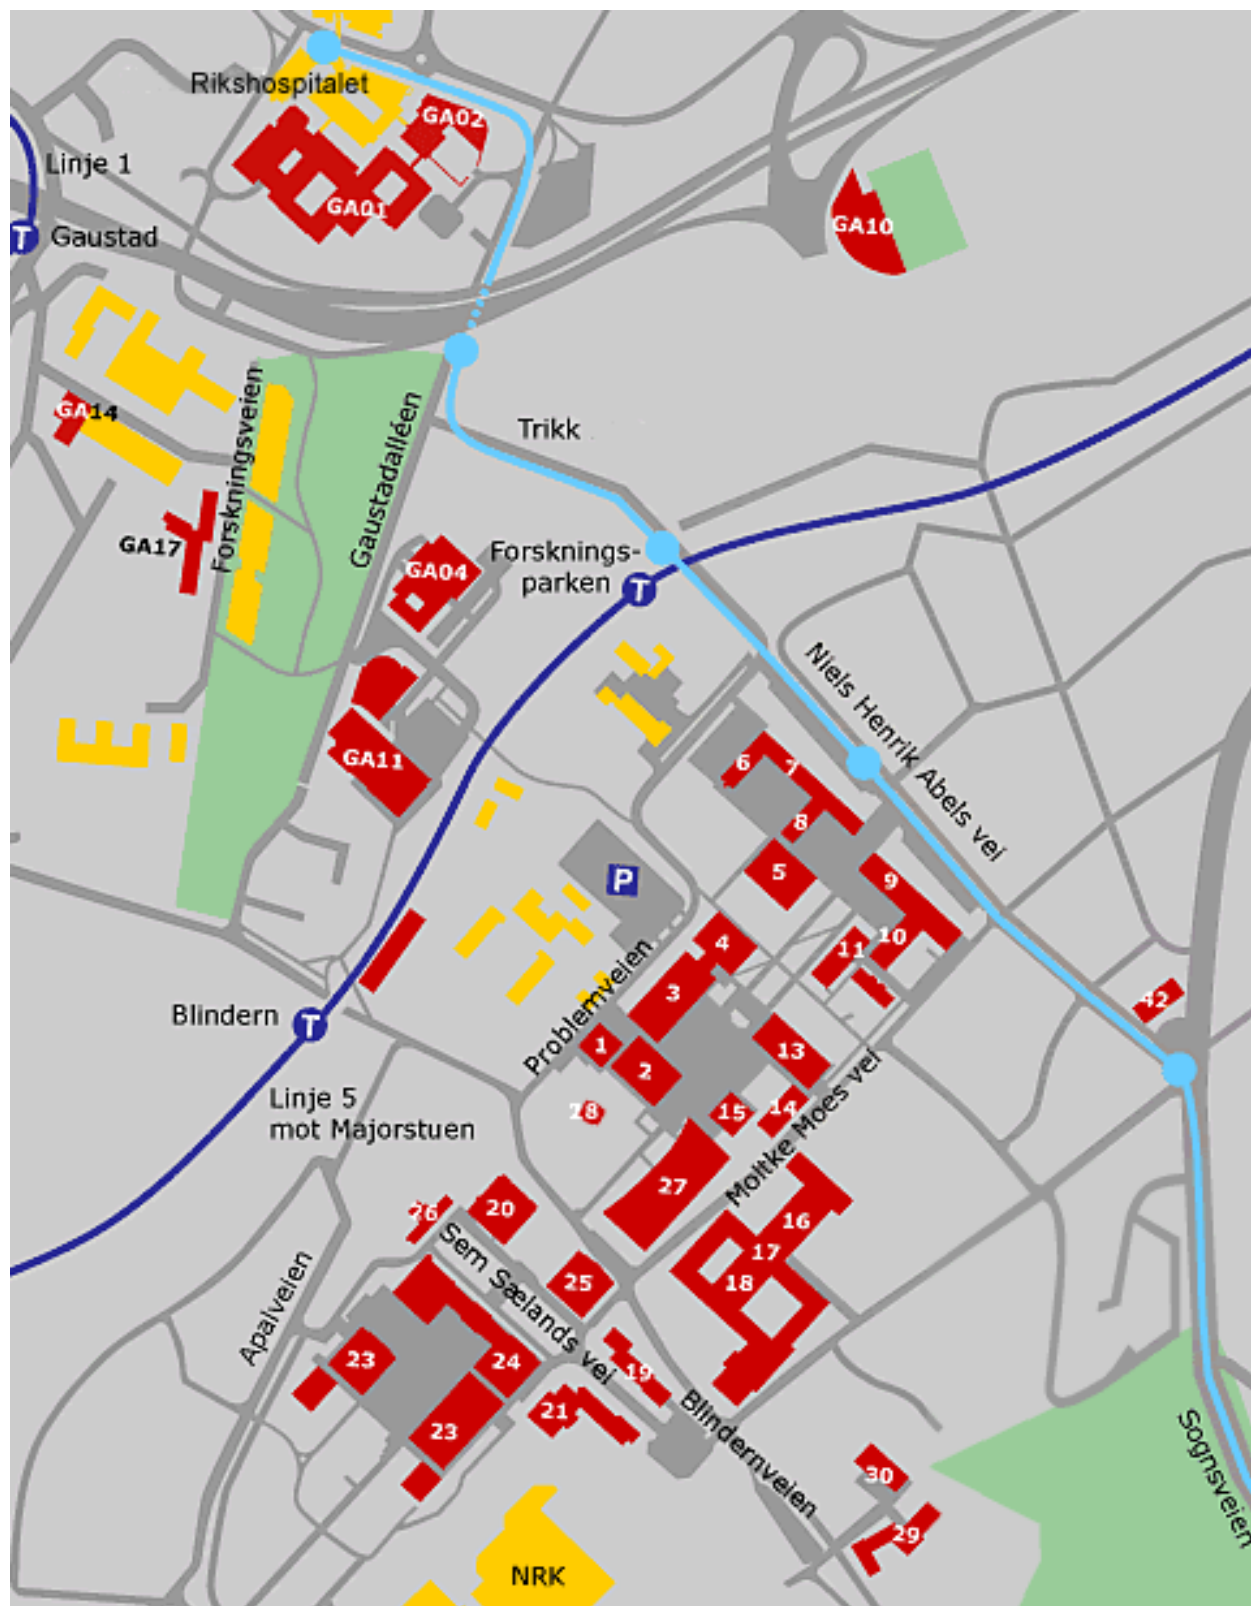 Rikshospitalet
GA02
Linje 1
GA01
T
Gaustad
GA10
GA14
Forskningsveien
Gaustadalléen
Trikk
GA17
GA04
Forsknings-
parken
T
Niels Henrik Abels vei
GA11
6
7
8
5
P
9
4
10
11
3
42
Problemveien
Blindern
T
1
2
13
Linje 5
mot Majorstuen
28
15
14
Moltke Moes vei
27
26
20
16
17
18
25
Sem Sælands vei
Apalveien
23
24
19
21
23
Blindernveien
30
29
Sognsveien
NRK